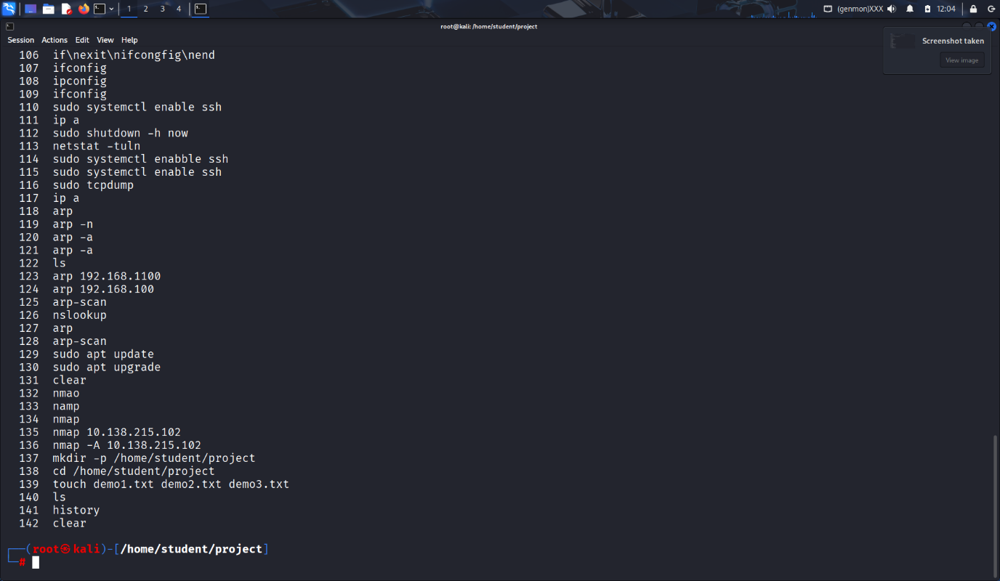 1 2 3 4 (genmon)XXX 12:04
root@kali: /home/student/project
Session Actions Edit View Help
Screenshot taken
View image
106 if\nexit\nifcongfig\nend
107 ifconfig
108 ipconfig
109 ifconfig
110 sudo systemctl enable ssh
111 ip a
112 sudo shutdown -h now
113 netstat -tuln
114 sudo systemctl enabble ssh
115 sudo systemctl enable ssh
116 sudo tcpdump
117 ip a
118 arp
119 arp -n
120 arp -a
121 arp -a
122 ls
123 arp 192.168.1100
124 arp 192.168.100
125 arp-scan
126 nslookup
127 arp
128 arp-scan
129 sudo apt update
130 sudo apt upgrade
131 clear
132 nmao
133 namp
134 nmap
135 nmap 10.138.215.102
136 nmap -A 10.138.215.102
137 mkdir -p /home/student/project
138 cd /home/student/project
139 touch demo1.txt demo2.txt demo3.txt
140 ls
141 history
142 clear
┌──(root㉿kali)-[/home/student/project]
└─#